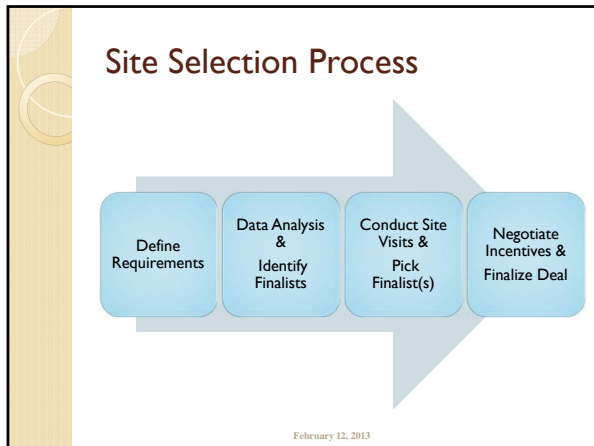 Site Selection Process
Define
Requirements
Data Analysis
&
Identify
Finalists
Conduct Site
Visits &
Pick
Finalist(s)
Negotiate
Incentives &
Finalize Deal
February 12, 2013